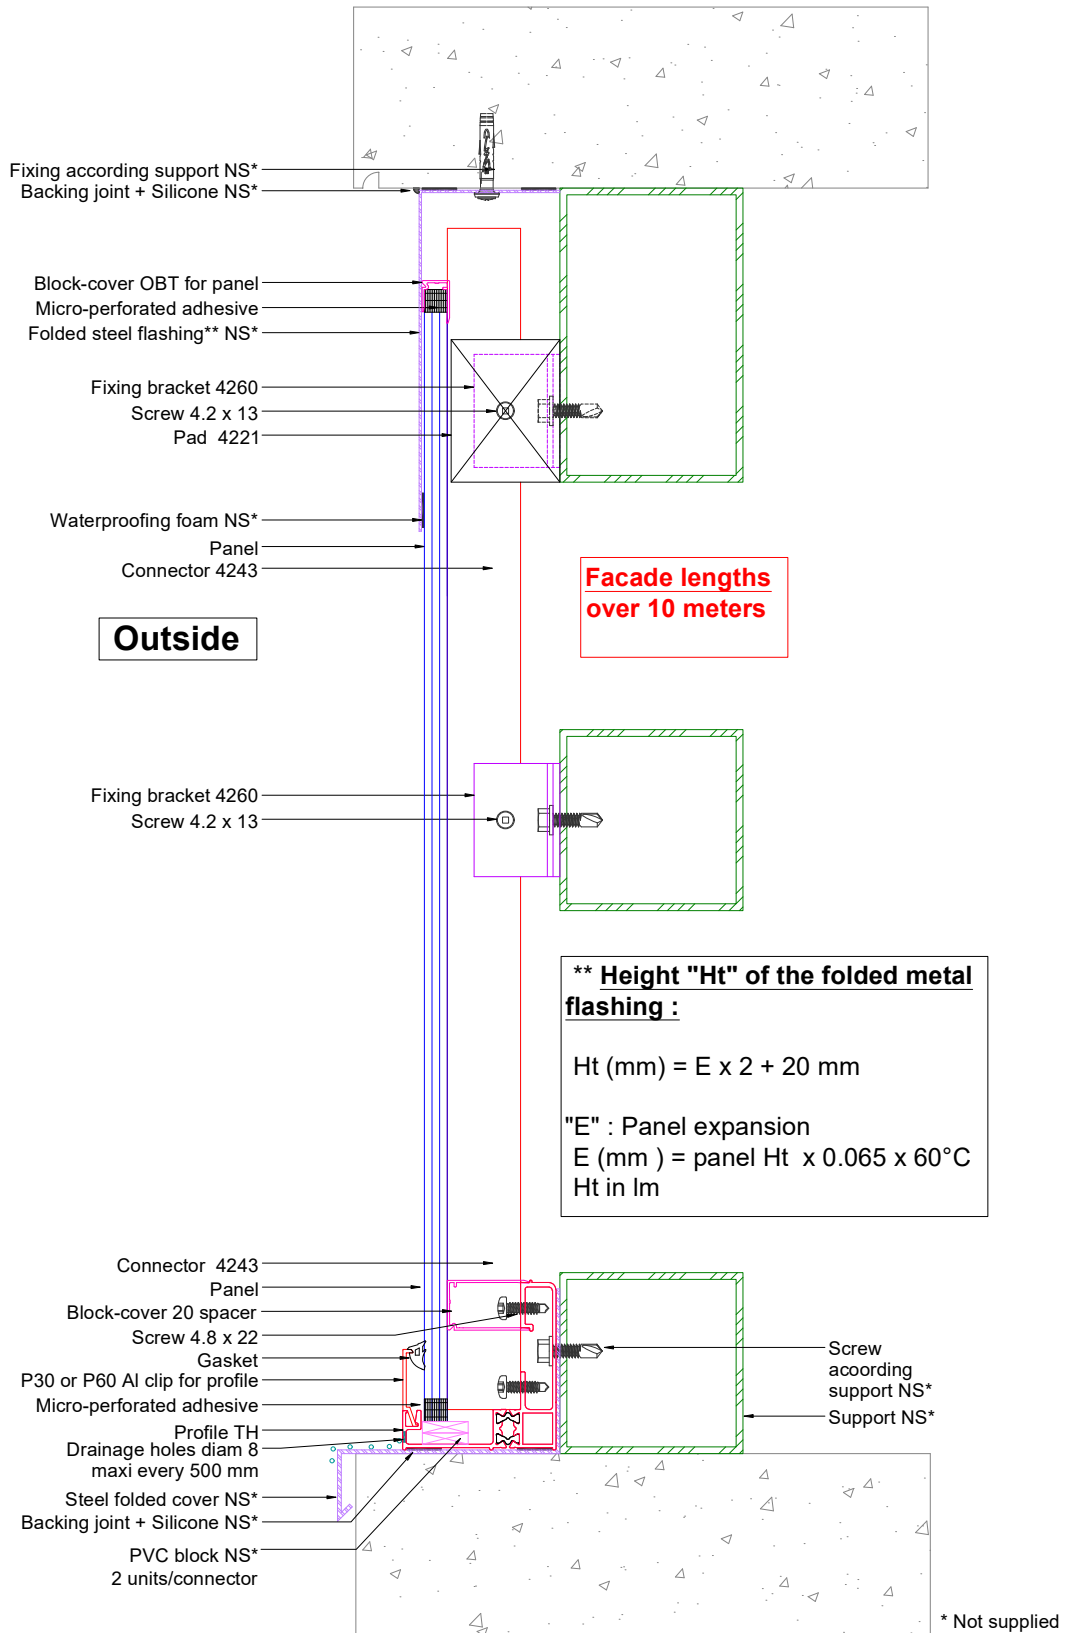 Fixing according support NS*
Backing joint + Silicone NS*
Block-cover OBT for panel
Micro-perforated adhesive
Folded steel flashing** NS*
Fixing bracket 4260
Screw 4.2 x 13
Pad 4221
Waterproofing foam NS*
Panel
Connector 4243
Facade lengths
over 10 meters
Outside
Fixing bracket 4260
Screw 4.2 x 13
** Height "Ht" of the folded metal
flashing :
Ht (mm) = E x 2 + 20 mm
"E" : Panel expansion
E (mm ) = panel Ht x 0.065 x 60°C
Ht in lm
Connector 4243
Panel
Block-cover 20 spacer
Screw 4.8 x 22
Gasket
P30 or P60 Al clip for profile
Micro-perforated adhesive
Profile TH
Drainage holes diam 8
maxi every 500 mm
Steel folded cover NS*
Backing joint + Silicone NS*
PVC block NS*
2 units/connector
Screw
acoording
support NS*
Support NS*
* Not supplied